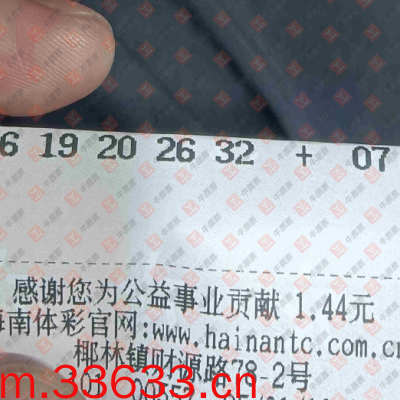 6 19 20 26 32 + 07
感谢您为公益事业贡献 1.44元
海南体彩官网:www.hainantc.com.cn
椰林镇财源路78-2号
m.33633.cn